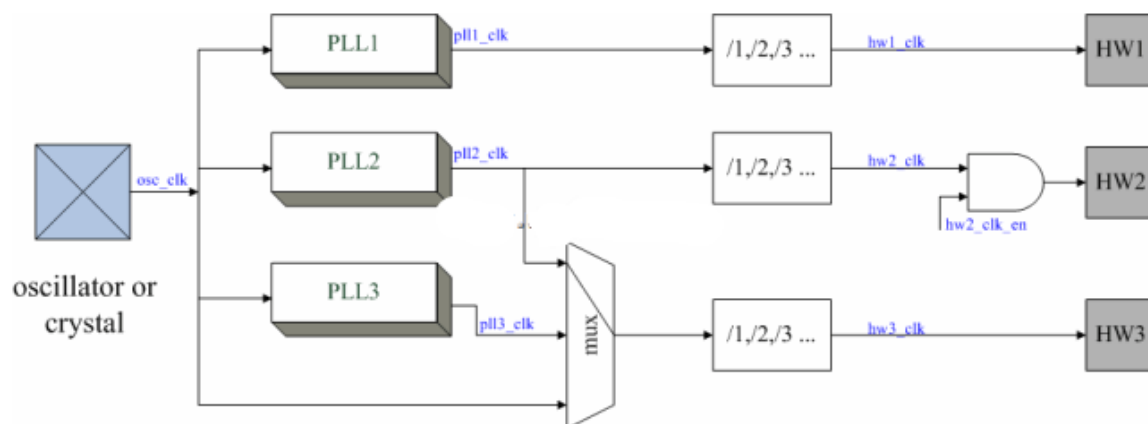 PLL1
pll1_clk
/1,/2,/3 ...
hw1_clk
HW1
PLL2
pll2_clk
/1,/2,/3 ...
hw2_clk
HW2
osc_clk
hw2_clk_en
oscillator or
crystal
PLL3
pll3_clk
mux
/1,/2,/3 ...
hw3_clk
HW3